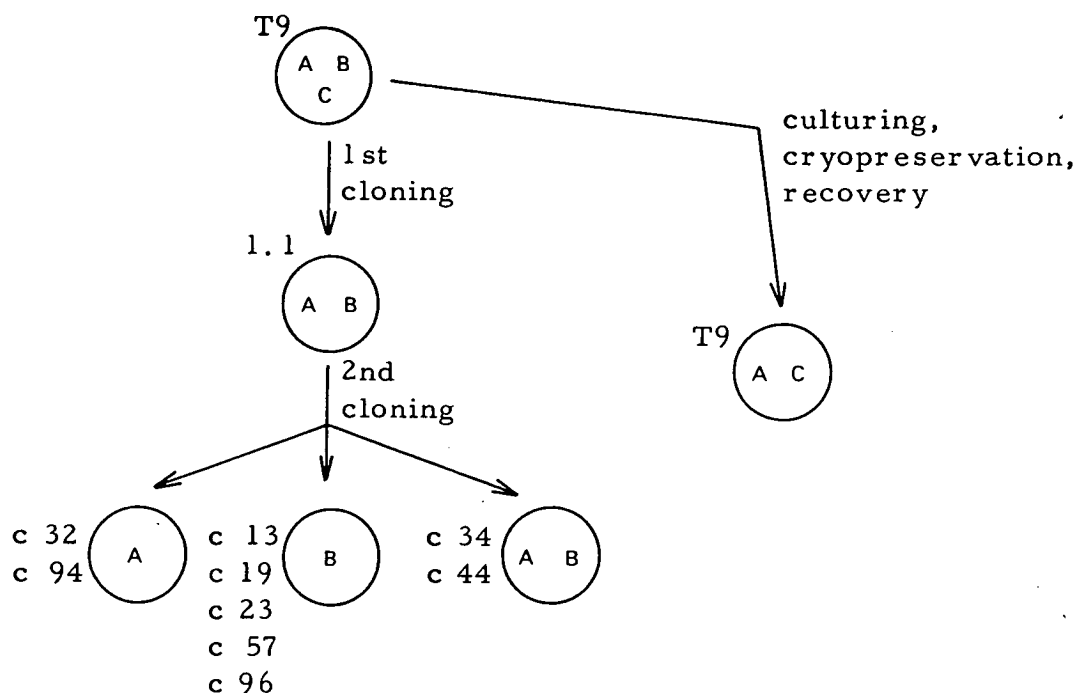 T9
A B
C
1st
cloning
culturing,
cryopreservation,
recovery
1.1
A B
T9
A C
2nd
cloning
c 32
c 94
A
c 13
c 19
c 23
c 57
c 96
B
c 34
c 44
A B